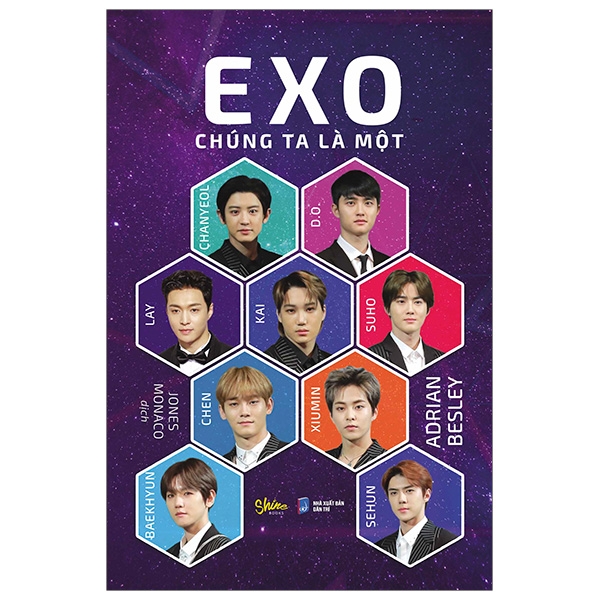 EXO
CHÚNG TA LÀ MỘT
CHANYEOL
D.O.
LAY
KAI
SUHO
JONES
MONACO
dịch
CHEN
XIUMIN
ADRIAN
BESLEY
BAEKHYUN
Shine
BOOKS
NHÀ XUẤT BẢN
DÂN TRÍ
SEHUN